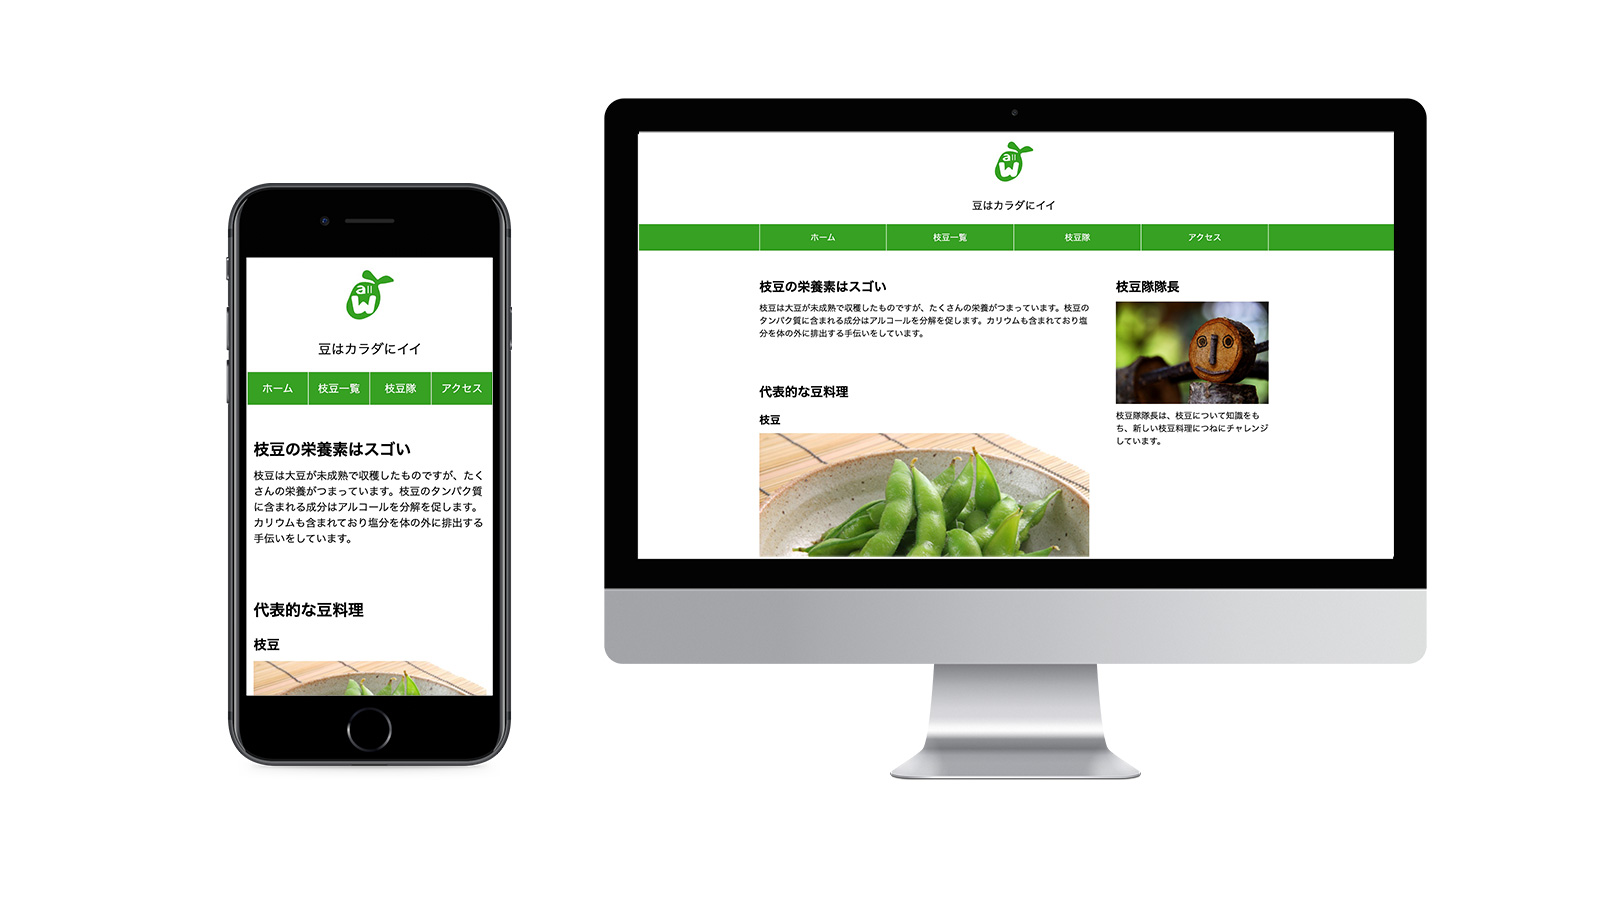 all
W
豆はカラダにイイ
ホーム 枝豆一覧 枝豆隊 アクセス
枝豆の栄養素はスゴい
枝豆は大豆が未成熟で収穫したものですが、たく
さんの栄養がつまっています。枝豆のタンパク質
に含まれる成分はアルコールを分解を促します。
カリウムも含まれており塩分を体の外に排出する
手伝いをしています。
代表的な豆料理
枝豆
all
W
豆はカラダにイイ
ホーム 枝豆一覧 枝豆隊 アクセス
枝豆の栄養素はスゴい
枝豆は大豆が未成熟で収穫したものですが、たくさんの栄養がつまっています。枝豆の
タンパク質に含まれる成分はアルコールを分解を促します。カリウムも含まれており塩
分を体の外に排出する手伝いをしています。
代表的な豆料理
枝豆
枝豆隊隊長
枝豆隊隊長は、枝豆について知識をも
ち、新しい枝豆料理につねにチャレンジ
しています。